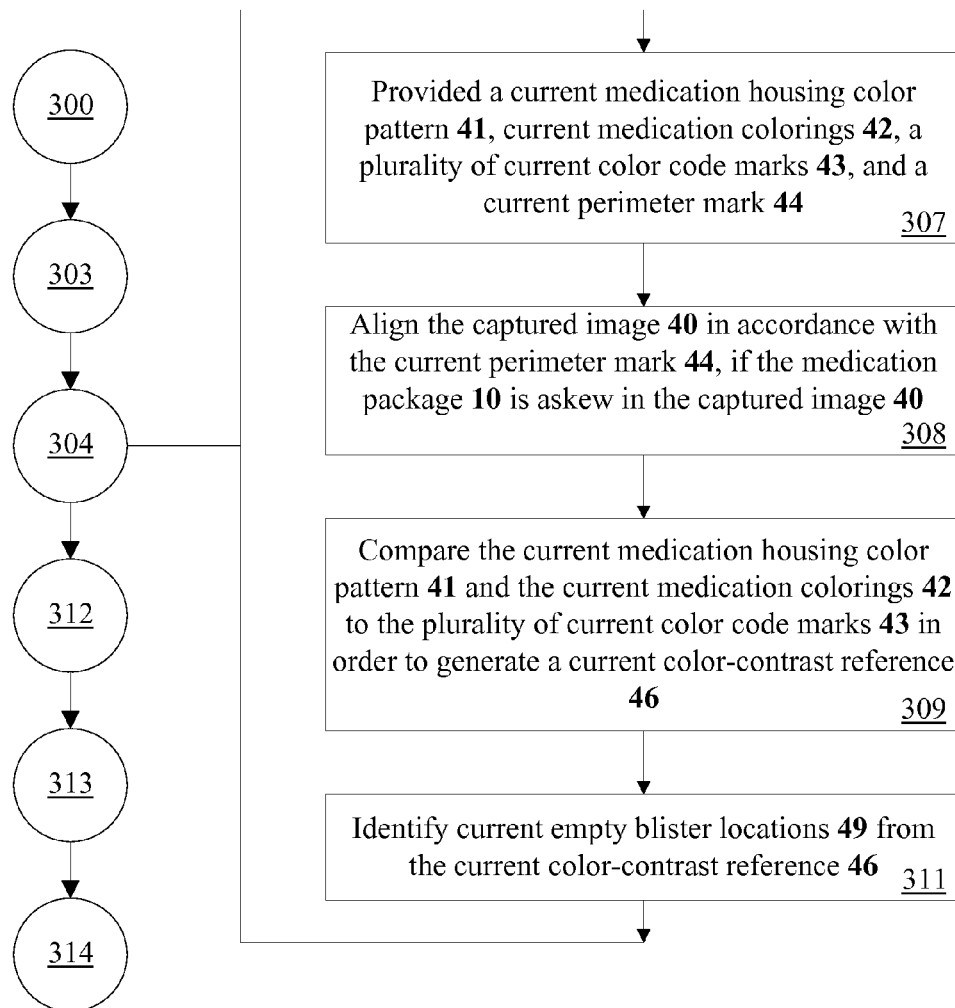 300
303
304
312
313
314
Provided a current medication housing color
pattern 41, current medication colorings 42, a
plurality of current color code marks 43, and a
current perimeter mark 44
307
Align the captured image 40 in accordance with
the current perimeter mark 44, if the medication
package 10 is askew in the captured image 40
308
Compare the current medication housing color
pattern 41 and the current medication colorings 42
to the plurality of current color code marks 43 in
order to generate a current color-contrast reference
46
309
Identify current empty blister locations 49 from
the current color-contrast reference 46
311